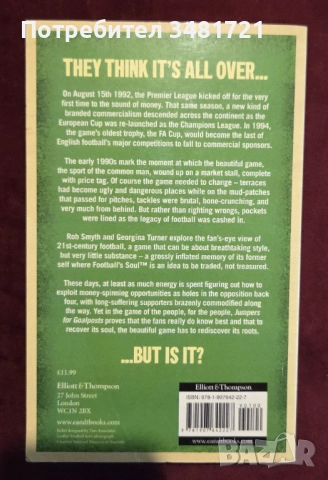 3481721
THEY THINK IT'S ALL OVER...
On August 15th 1992, the Premier League kicked off for the very
first time to the sound of money. That same season, a new kind of
branded commercialism descended across the continent as the
European Cup was re-launched as the Champions League. In 1994,
the game's oldest trophy, the FA Cup, would become the last of
English football's major competitions to fall to commercial sponsors.
The early 1990s mark the moment at which the beautiful game,
the sport of the common man, wound up on a market stall, complete
with price tag. Of course the game needed to change – terraces
had become ugly and dangerous places while on the mud-patches
that passed for pitches, tackles were brutal, bone-crunching, and
very much from behind. But rather than righting wrongs, pockets
were lined as the legacy of football was cashed in.
Rob Smyth and Georgina Turner explore the fan's-eye view of
21st-century football, a game that can be about breathtaking style,
but very little substance – a grossly inflated memory of its former
self where Football's Soul™ is an idea to be traded, not treasured.
These days, at least as much energy is spent figuring out how to
exploit money-spinning opportunities as holes in the opposition back
four, with long-suffering supporters brazenly commodified along
the way. Yet in the game of the people, for the people, Jumpers
for Goalposts proves that the fans really do know best and that to
recover its soul, the beautiful game has to rediscover its roots.
...BUT IS IT?
£11.99
Elliott & Thompson
27 John Street
London
WC1N 2BX
www.eandtbooks.com
Elliott & Thompson
ISBN: 978-1-907642-22-7
BAZAR